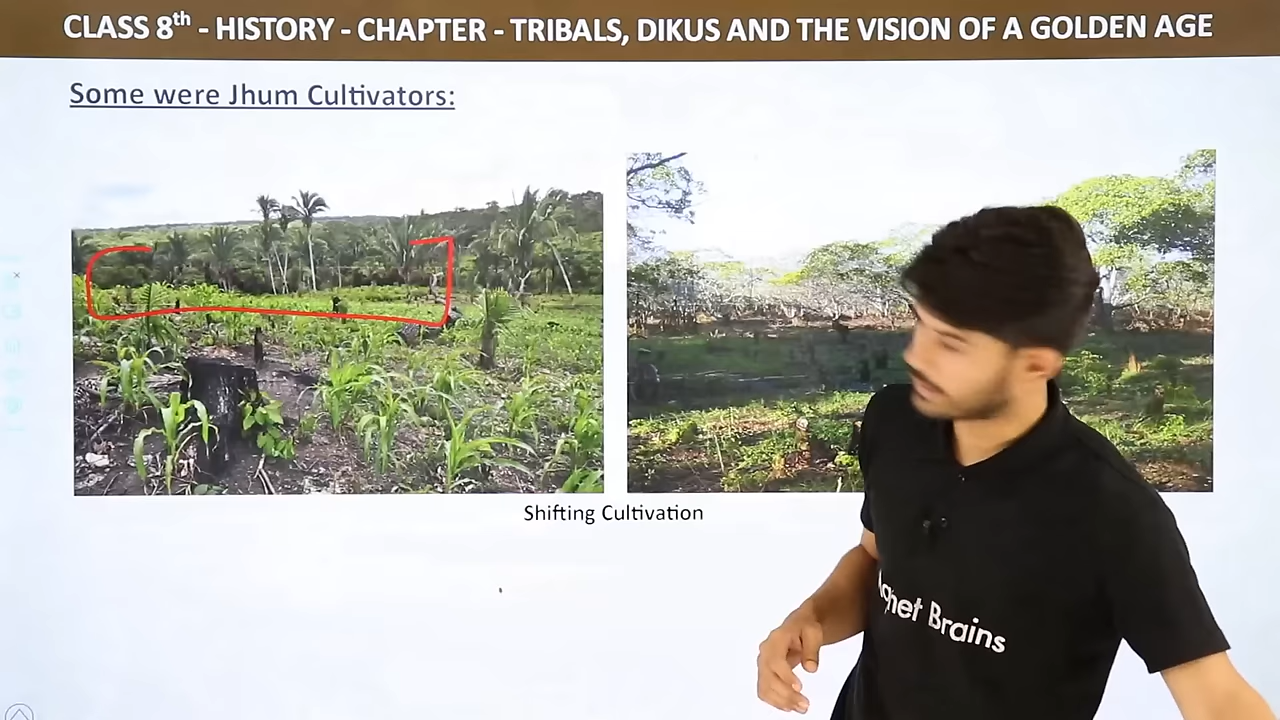 CLASS 8th - HISTORY - CHAPTER - TRIBALS, DIKUS AND THE VISION OF A GOLDEN AGE
Some were Jhum Cultivators:
Shifting Cultivation
Brains